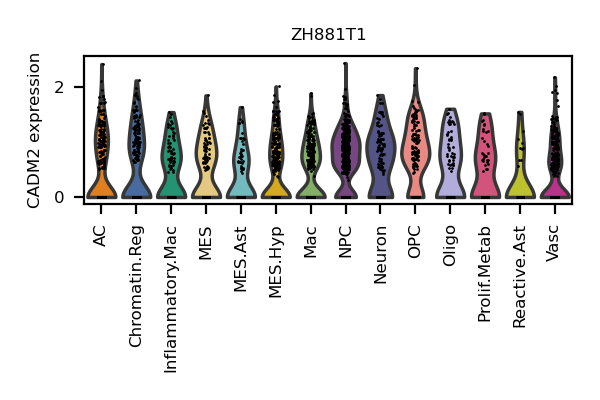 ZH881T1
CADM2 expression
2
0
AC
Chromatin.Reg
Inflammatory.Mac
MES
MES.Ast
MES.Hyp
Mac
NPC
Neuron
OPC
Oligo
Prolif.Metab
Reactive.Ast
Vasc